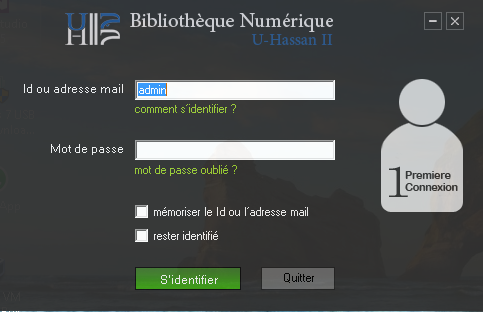 UH2
Bibliothèque Numérique
U-Hassan II
Id ou adresse mail
admin
comment s'identifier ?
Mot de passe
mot de passe oublié ?
1 Premiere
Connexion
mémoriser le Id ou l'adresse mail
rester identifié
S'identifier
Quitter